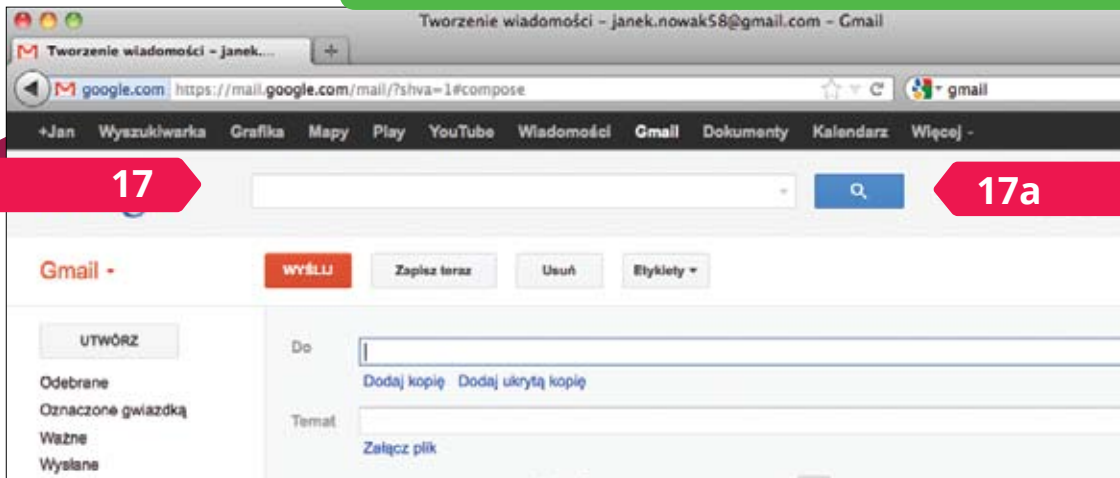 Tworzenie wiadomości – janek.nowak58@gmail.com – Gmail
Tworzenie wiadomości – janek....
google.com https://mail.google.com/mail/?shva=1#compose
gmail
+Jan Wyszukiwarka Grafika Mapy Play YouTube Wiadomości Gmail Dokumenty Kalendarz Więcej
17
17a
Gmail
WYŚLIJ Zapisz teraz Usuń Etykiety
UTWÓRZ
Do
Odebrane
Dodaj kopię Dodaj ukrytą kopię
Oznaczone gwiazdką
Temat
Ważne
Załącz plik
Wysłane